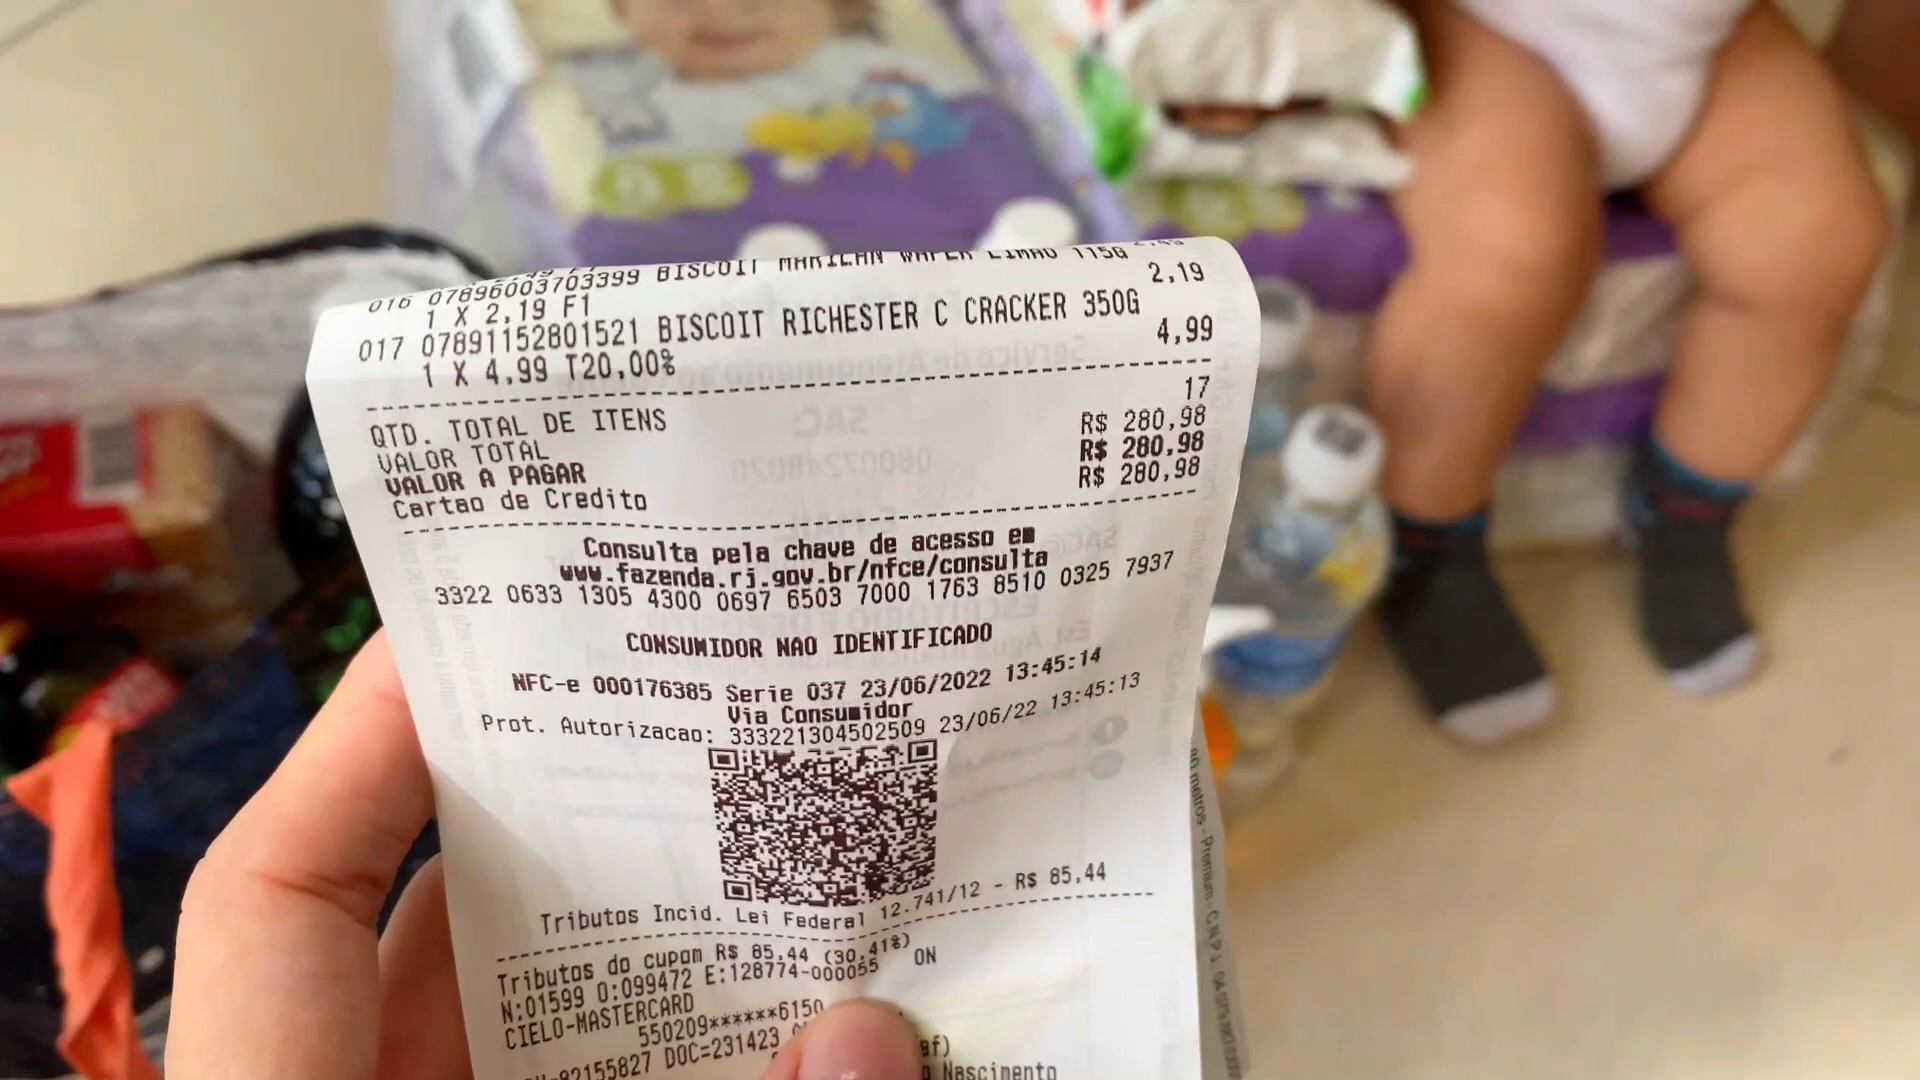 016 07896003703399 BISCOIT MARILAN WAFER LIMAO 115G
1 X 2,19 F1 2,19
017 07891152801521 BISCOIT RICHESTER C CRACKER 350G
1 X 4,99 T20,00% 4,99
QTD. TOTAL DE ITENS 17
VALOR TOTAL R$ 280,98
VALOR A PAGAR R$ 280,98
Cartao de Credito R$ 280,98
Consulta pela chave de acesso em
www.fazenda.rj.gov.br/nfce/consulta
3322 0633 1305 4300 0697 6503 7000 1763 8510 0325 7937
CONSUMIDOR NAO IDENTIFICADO
NFC-e 000176385 Serie 037 23/06/2022 13:45:14
Via Consumidor
Prot. Autorizacao: 333221304502509 23/06/22 13:45:13
Tributos Incid. Lei Federal 12.741/12 - R$ 85,44
Tributos do cupom R$ 85,44 (30,41%)
N:01599 O:099472 E:128774-000055 ON
CIELO-MASTERCARD
550209******6150
82155827 DOC=231423
Nascimento